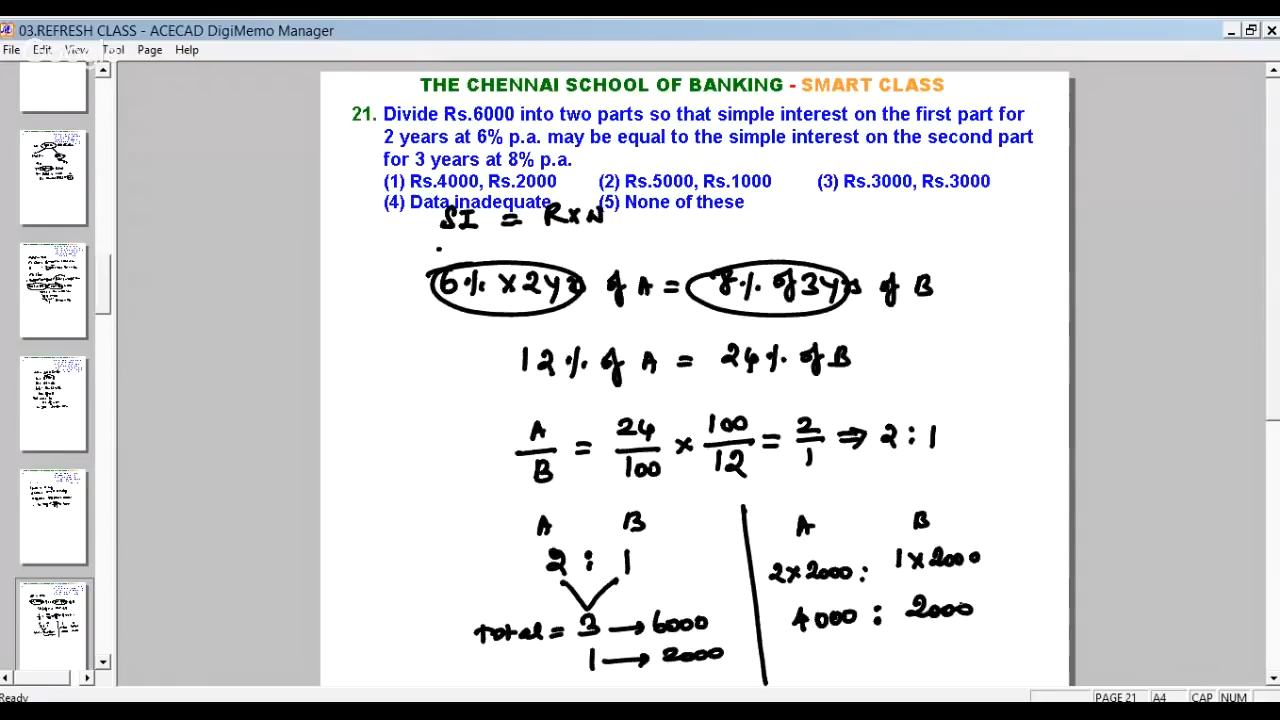 03.REFRESH CLASS - ACECAD DigiMemo Manager
File Edit View Tool Page Help
THE CHENNAI SCHOOL OF BANKING - SMART CLASS
21. Divide Rs.6000 into two parts so that simple interest on the first part for
2 years at 6% p.a. may be equal to the simple interest on the second part
for 3 years at 8% p.a.
(1) Rs.4000, Rs.2000 (2) Rs.5000, Rs.1000 (3) Rs.3000, Rs.3000
(4) Data inadequate (5) None of these
SI = R×N
6% × 2yrs of A = 8% of 3yrs of B
12% of A = 24% of B
A/B = 24/100 × 100/12 = 2/1 ⇒ 2 : 1
A B
2 : 1
Total = 3 → 6000
1 → 2000
A B
2×2000 : 1×2000
4000 : 2000
Ready
PAGE 21 A4 CAP NUM